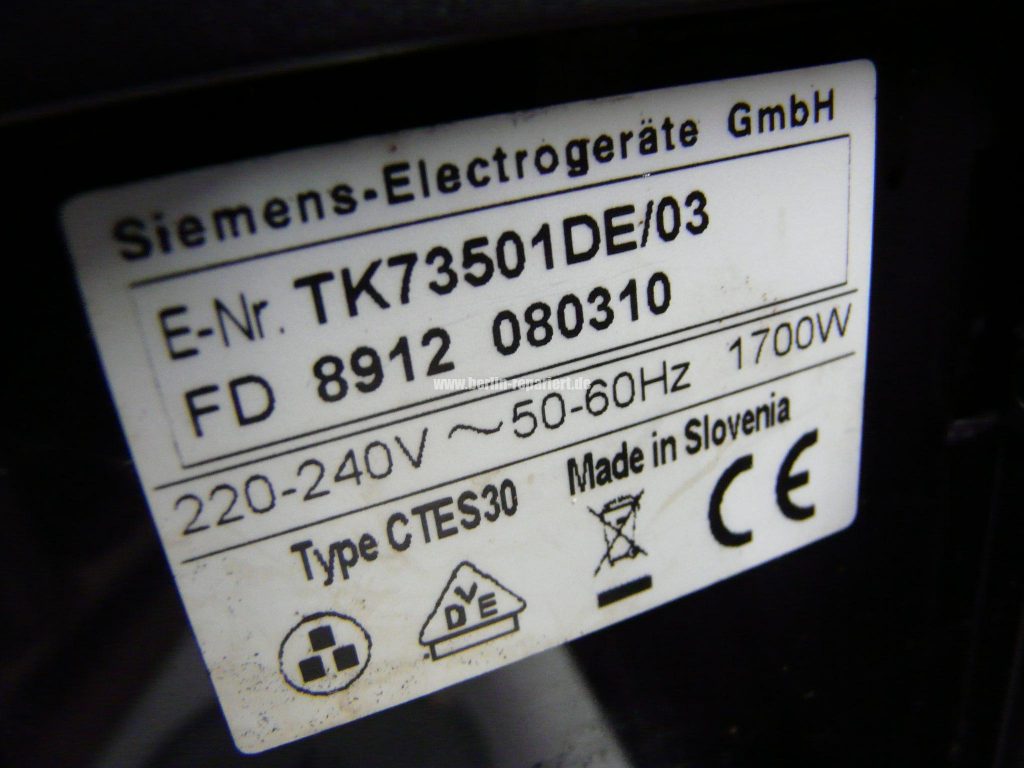 Siemens-Electrogeräte GmbH
E-Nr. TK73501DE/03
FD 8912 080310
www.berlin-repariert.de
220-240V ~ 50-60Hz 1700W
Type CTES30 Made in Slovenia
DVE
CE